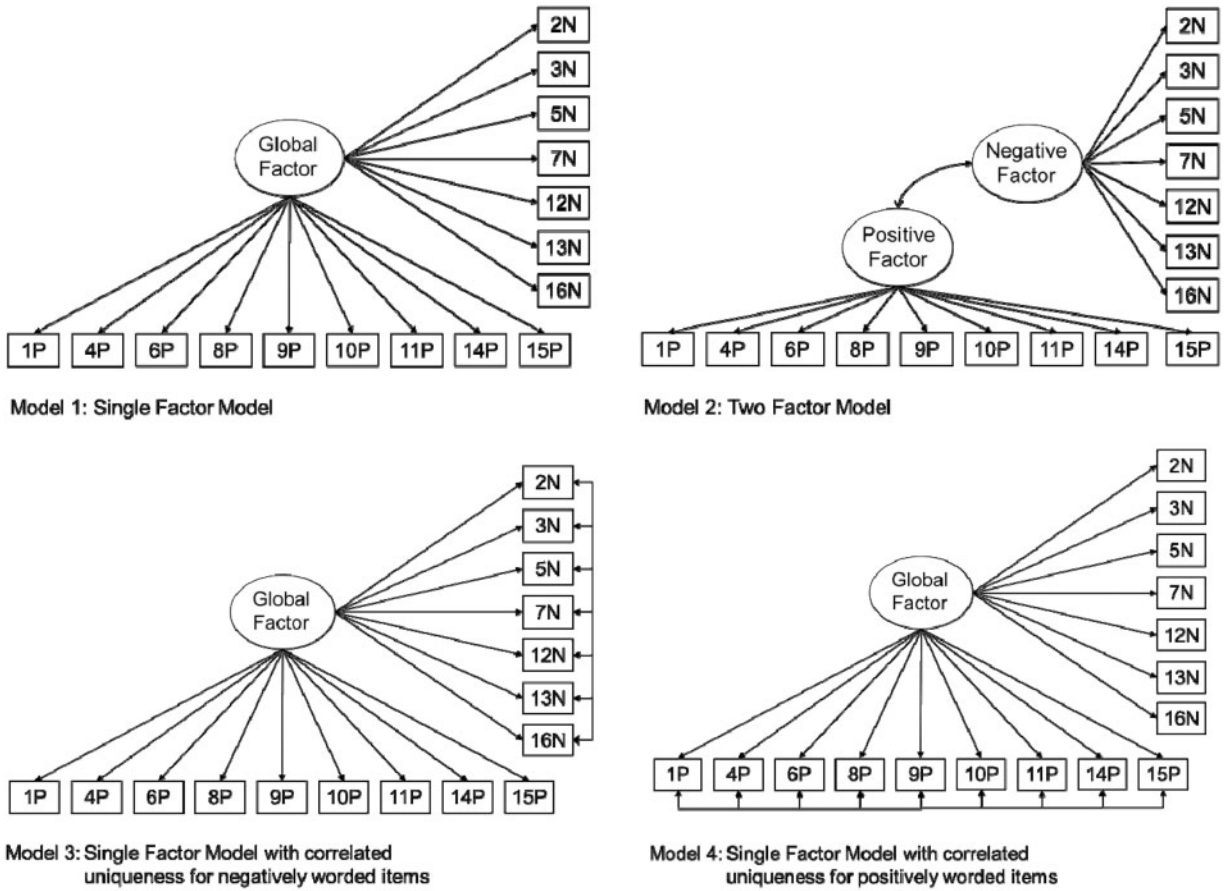 2N
3N
5N
7N
12N
13N
16N
Global
Factor
1P 4P 6P 8P 9P 10P 11P 14P 15P
Model 1: Single Factor Model
2N
3N
5N
7N
12N
13N
16N
Negative
Factor
Positive
Factor
1P 4P 6P 8P 9P 10P 11P 14P 15P
Model 2: Two Factor Model
2N
3N
5N
7N
12N
13N
16N
Global
Factor
1P 4P 6P 8P 9P 10P 11P 14P 15P
Model 3: Single Factor Model with correlated
uniqueness for negatively worded items
2N
3N
5N
7N
12N
13N
16N
Global
Factor
1P 4P 6P 8P 9P 10P 11P 14P 15P
Model 4: Single Factor Model with correlated
uniqueness for positively worded items